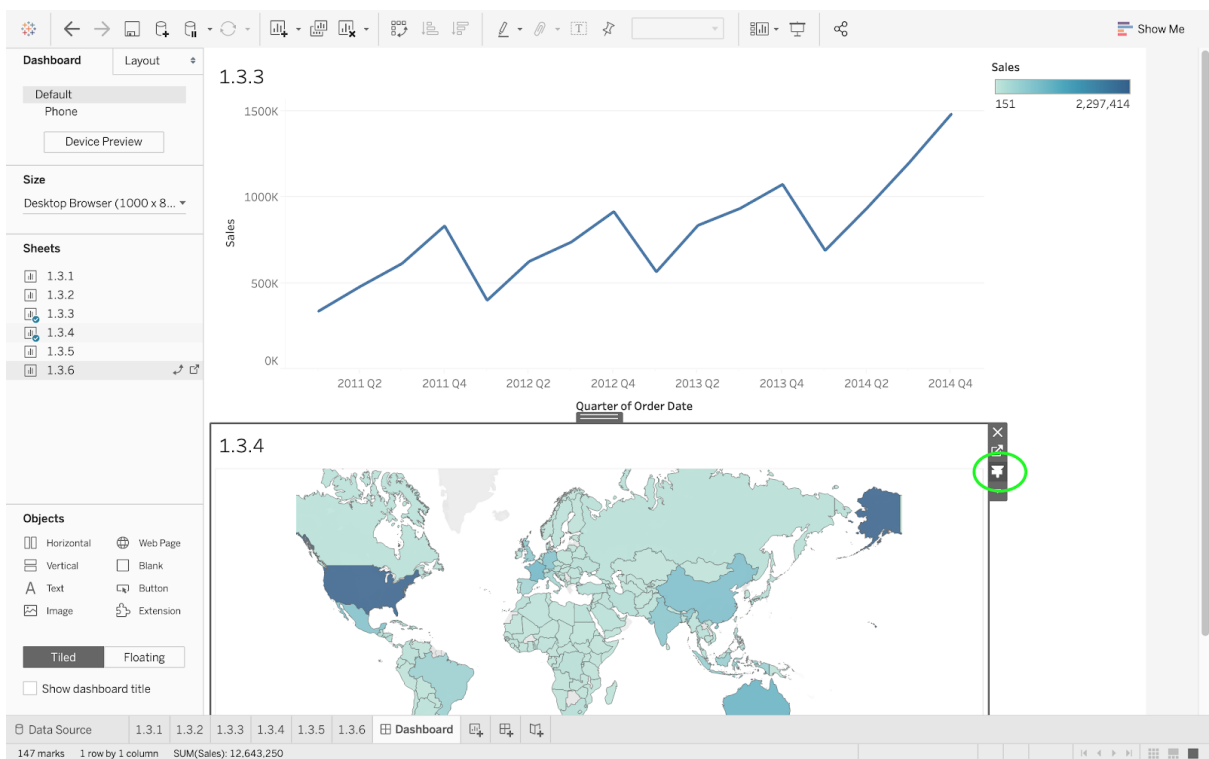 Show Me
Dashboard
Layout
Default
Phone
Device Preview
Size
Desktop Browser (1000 x 8...
Sheets
1.3.1
1.3.2
1.3.3
1.3.4
1.3.5
1.3.6
Objects
Horizontal Web Page
Vertical Blank
A Text Button
Image Extension
Tiled Floating
Show dashboard title
1.3.3
Sales
1500K
1000K
500K
0K
2011 Q2 2011 Q4 2012 Q2 2012 Q4 2013 Q2 2013 Q4 2014 Q2 2014 Q4
Quarter of Order Date
Sales
151 2,297,414
1.3.4
Data Source 1.3.1 1.3.2 1.3.3 1.3.4 1.3.5 1.3.6 Dashboard
147 marks 1 row by 1 column SUM(Sales): 12,643,250